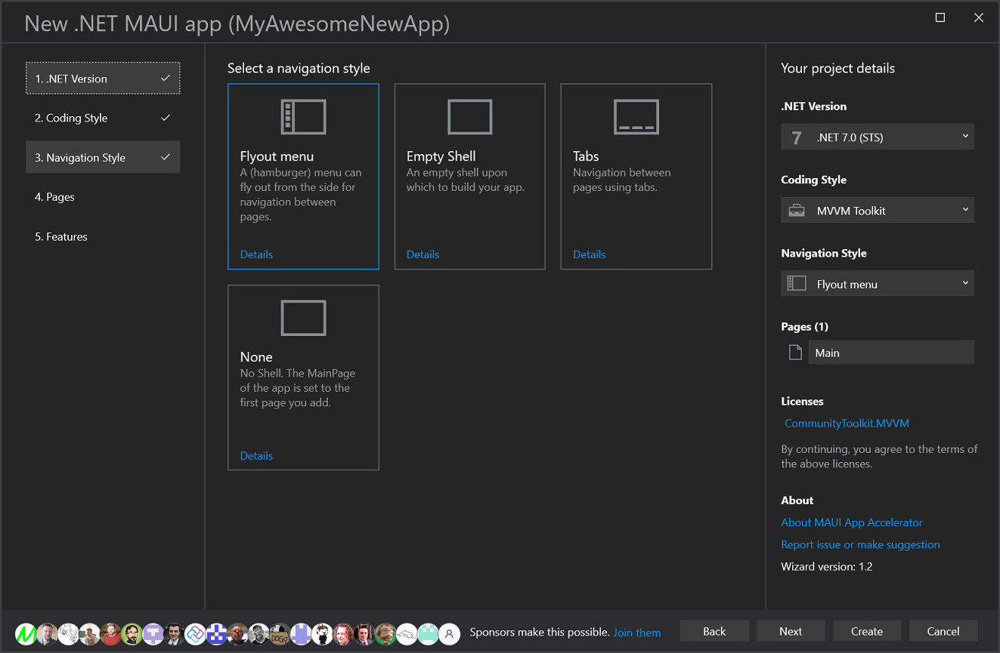 New .NET MAUI app (MyAwesomeNewApp)
1. .NET Version
2. Coding Style
3. Navigation Style
4. Pages
5. Features
Select a navigation style
Flyout menu
A (hamburger) menu can
fly out from the side for
navigation between
pages.
Details
Empty Shell
An empty shell upon
which to build your app.
Details
Tabs
Navigation between
pages using tabs.
Details
None
No Shell. The MainPage
of the app is set to the
first page you add.
Details
Your project details
.NET Version
7 .NET 7.0 (STS)
Coding Style
MVVM Toolkit
Navigation Style
Flyout menu
Pages (1)
Main
Licenses
CommunityToolkit.MVVM
By continuing, you agree to the terms of
the above licenses.
About
About MAUI App Accelerator
Report issue or make suggestion
Wizard version: 1.2
DOGO
Sponsors make this possible. Join them
Back
Next
Create
Cancel